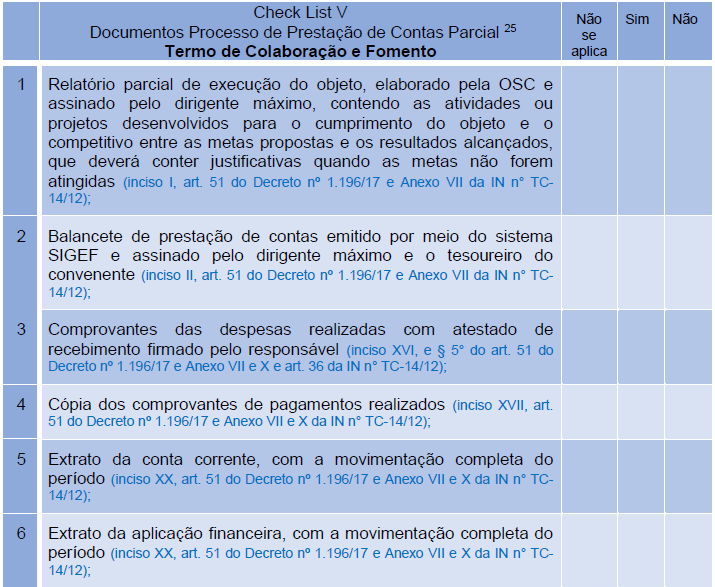 Check List V
Documentos Processo de Prestação de Contas Parcial 25
Termo de Colaboração e Fomento
Não se aplica
Sim
Não
1
Relatório parcial de execução do objeto, elaborado pela OSC e
assinado pelo dirigente máximo, contendo as atividades ou
projetos desenvolvidos para o cumprimento do objeto e o
competitivo entre as metas propostas e os resultados alcançados,
que deverá conter justificativas quando as metas não forem
atingidas (inciso I, art. 51 do Decreto nº 1.196/17 e Anexo VII da IN n° TC-
14/12);
2
Balancete de prestação de contas emitido por meio do sistema
SIGEF e assinado pelo dirigente máximo e o tesoureiro do
convenente (inciso II, art. 51 do Decreto nº 1.196/17 e Anexo VII da IN n° TC-
14/12);
3
Comprovantes das despesas realizadas com atestado de
recebimento firmado pelo responsável (inciso XVI, e § 5° do art. 51 do
Decreto nº 1.196/17 e Anexo VII e X e art. 36 da IN n° TC-14/12);
4
Cópia dos comprovantes de pagamentos realizados (inciso XVII, art.
51 do Decreto nº 1.196/17 e Anexo VII e X da IN n° TC-14/12);
5
Extrato da conta corrente, com a movimentação completa do
período (inciso XX, art. 51 do Decreto nº 1.196/17 e Anexo VII e X da IN n° TC-
14/12);
6
Extrato da aplicação financeira, com a movimentação completa do
período (inciso XX, art. 51 do Decreto nº 1.196/17 e Anexo VII e X da IN n° TC-
14/12);